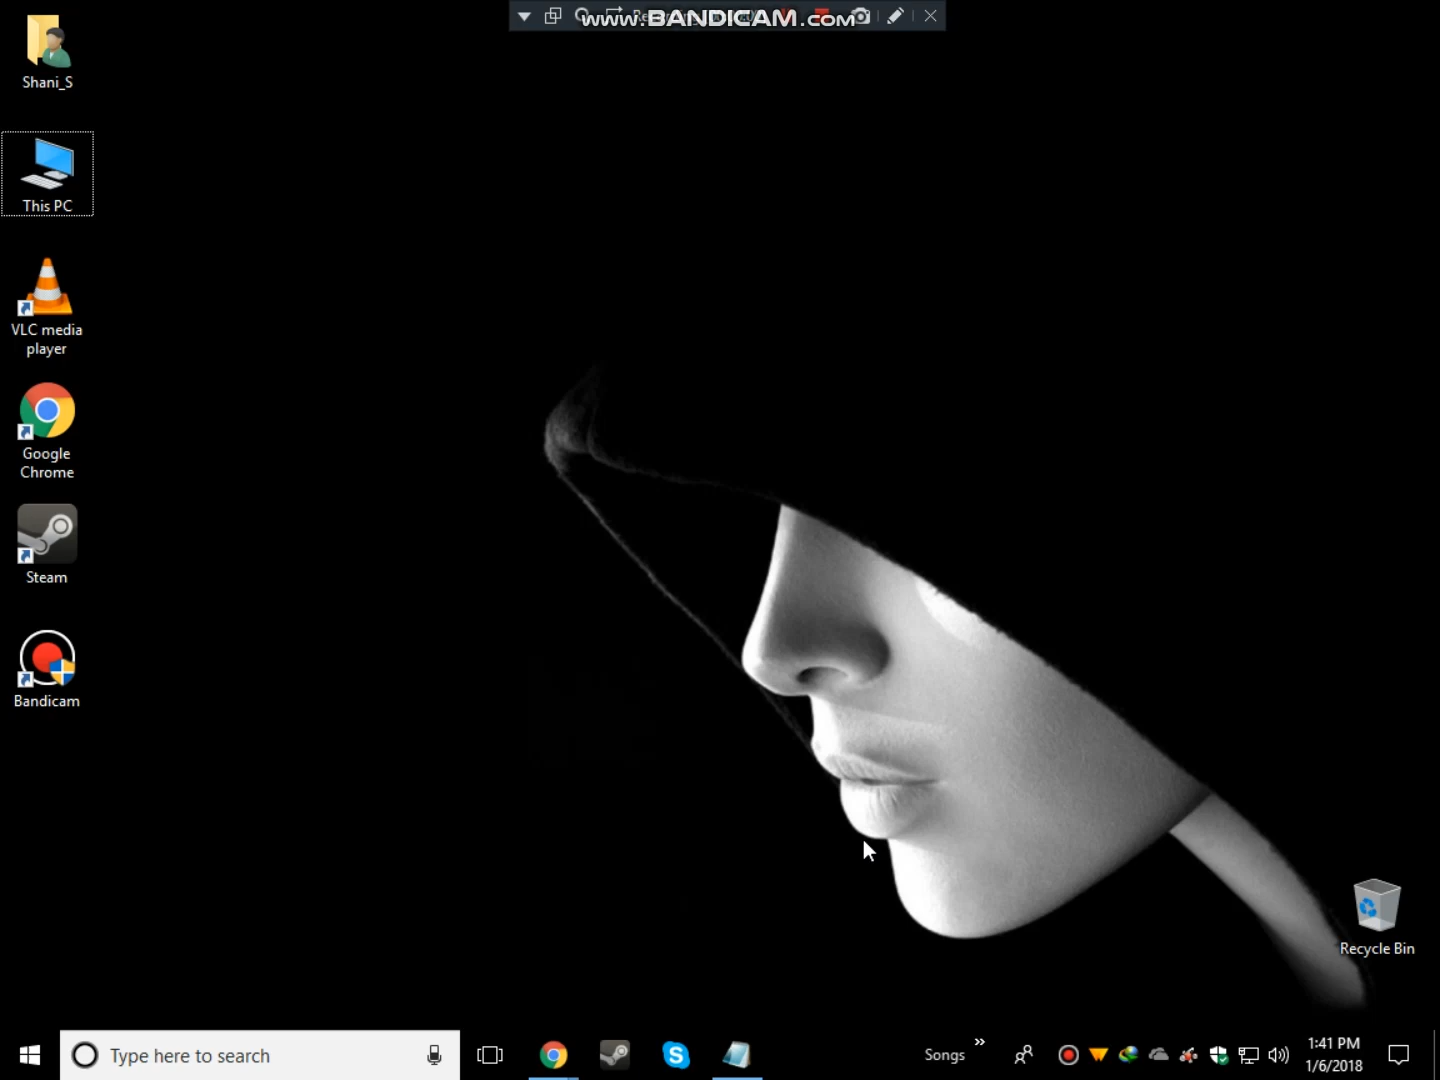 www.BANDICAM.com
Shani_S
This PC
VLC media
player
Google
Chrome
Steam
Bandicam
Recycle Bin
Type here to search
Songs
1:41 PM
1/6/2018